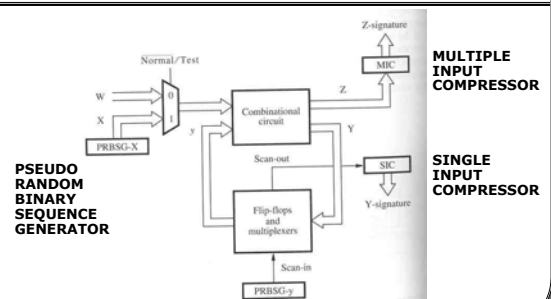 Z-signature
Normal/Test
MIC
MULTIPLE
INPUT
COMPRESSOR
W
0
Z
X
1
Combinational
circuit
y
Y
PRBSG-X
PSEUDO
RANDOM
BINARY
SEQUENCE
GENERATOR
Scan-out
SIC
SINGLE
INPUT
COMPRESSOR
Y-signature
Flip-flops
and
multiplexers
Scan-in
PRBSG-y